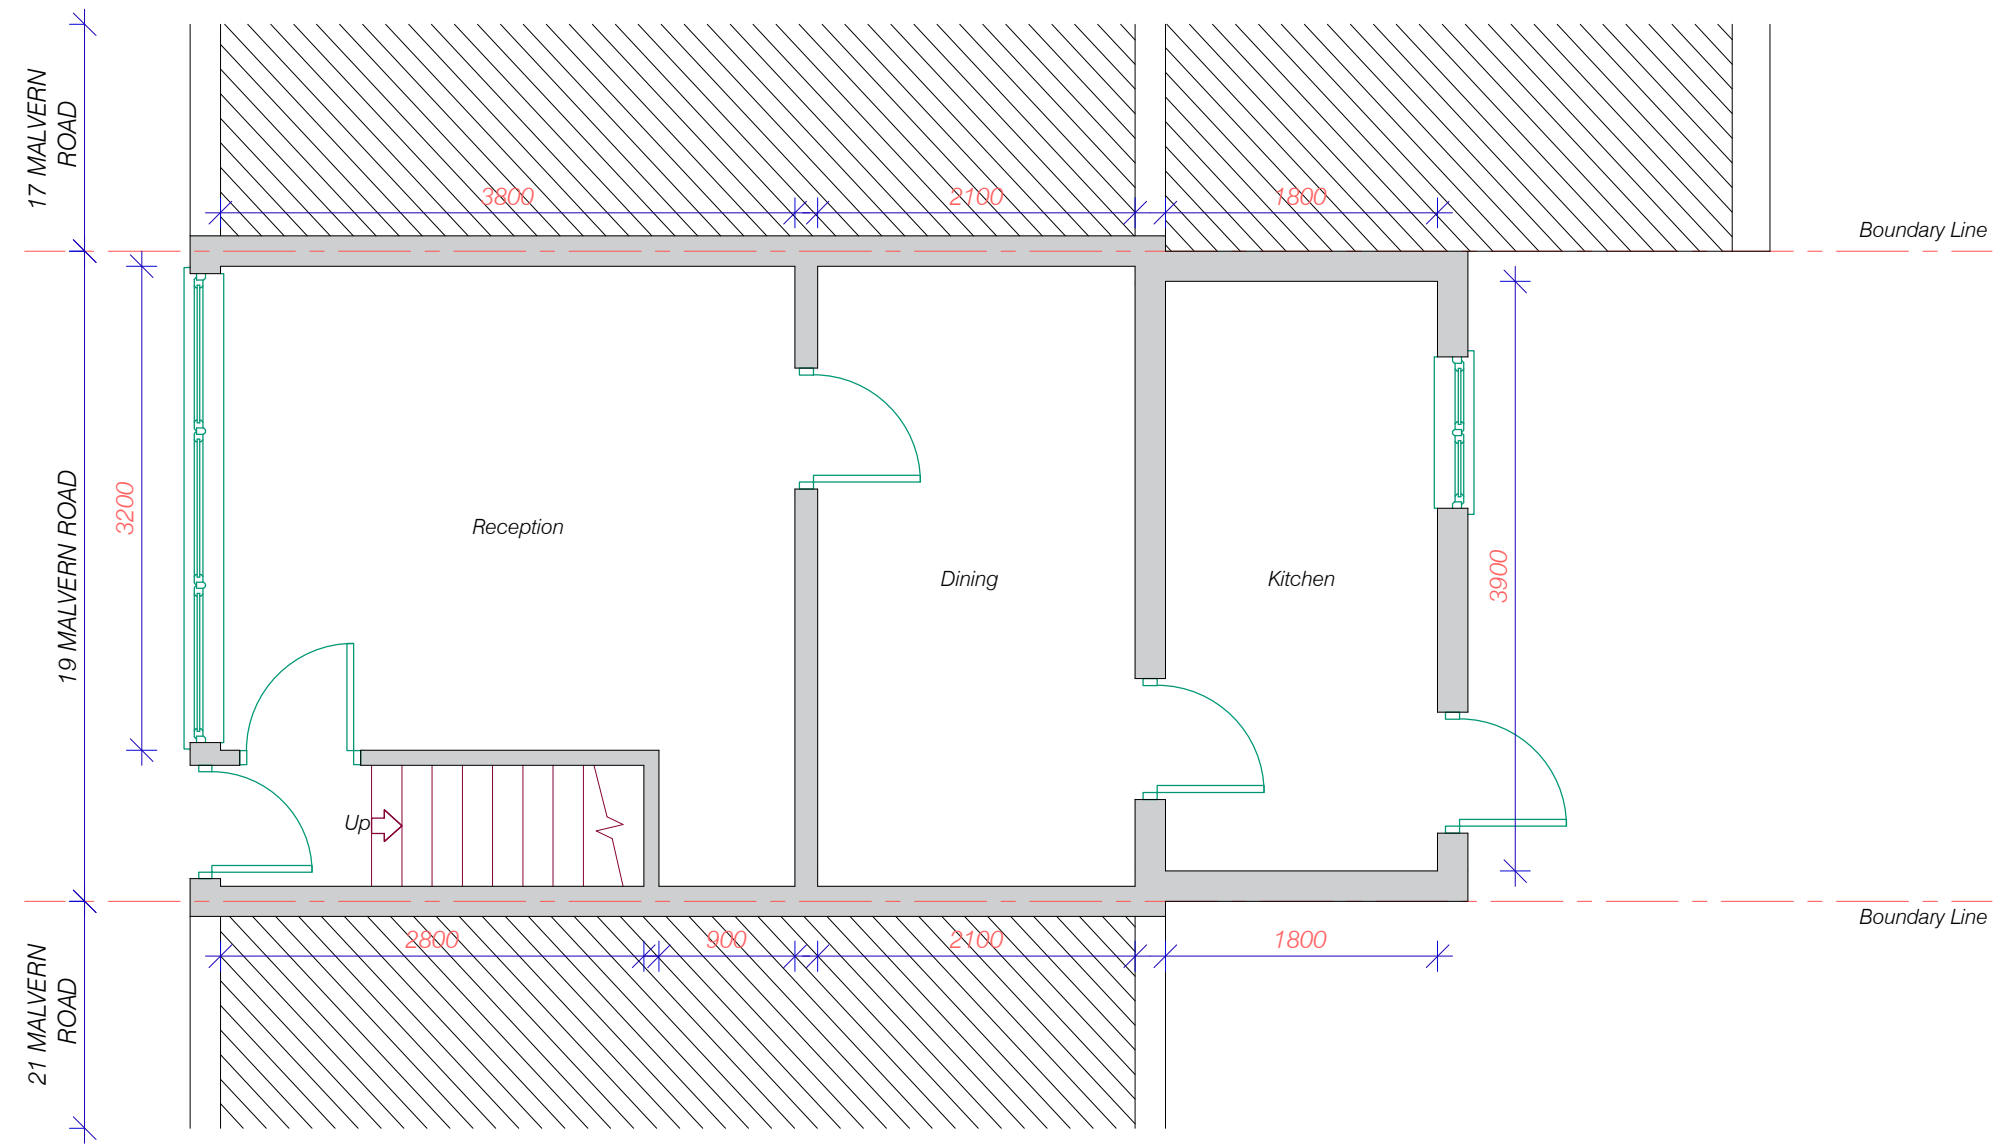 17 MALVERN
ROAD
3800
2100
1800
Boundary Line
19 MALVERN ROAD
3200
Reception
Dining
Kitchen
3900
Up
Boundary Line
2800
900
2100
1800
21 MALVERN
ROAD